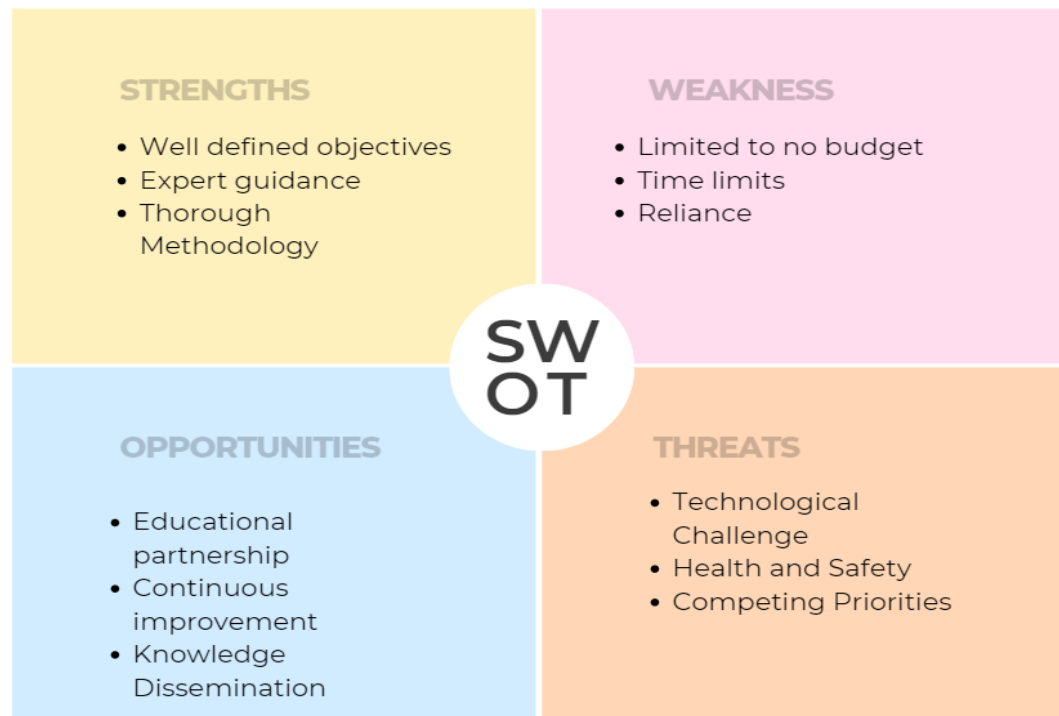 STRENGTHS
• Well defined objectives
• Expert guidance
• Thorough
Methodology
WEAKNESS
• Limited to no budget
• Time limits
• Reliance
SW
OT
OPPORTUNITIES
• Educational
partnership
• Continuous
improvement
• Knowledge
Dissemination
THREATS
• Technological
Challenge
• Health and Safety
• Competing Priorities